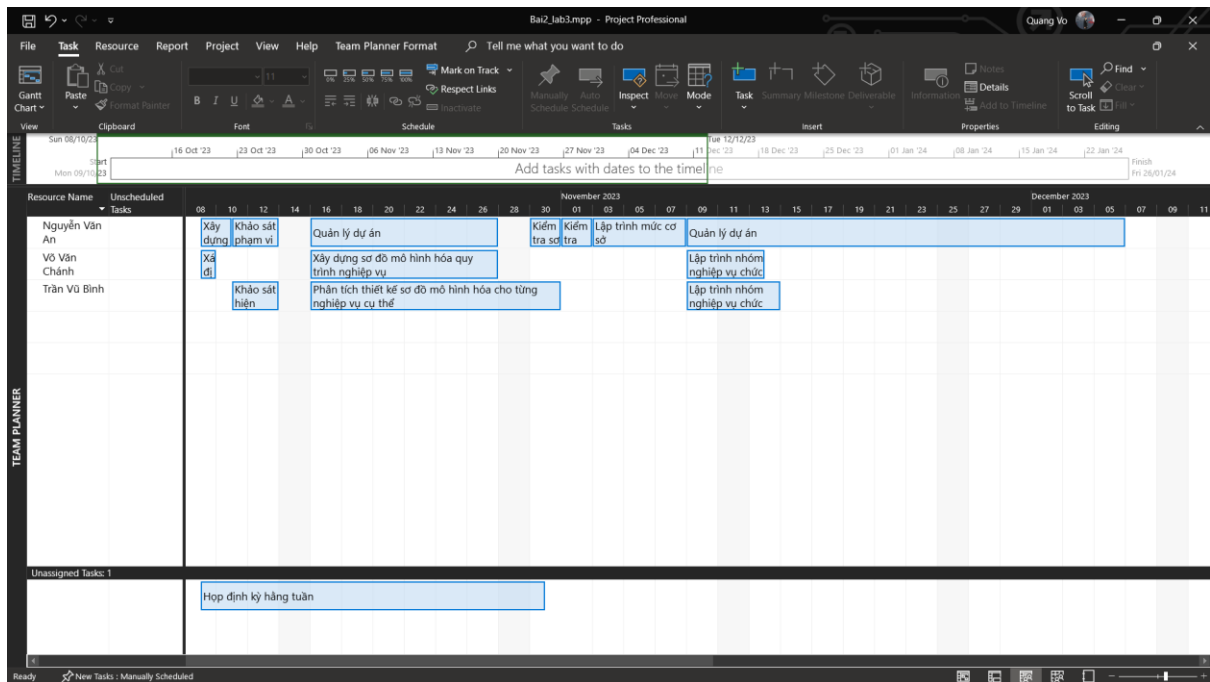 Bai2_lab3.mpp - Project Professional
Quang Vo
File Task Resource Report Project View Help Team Planner Format Tell me what you want to do
Gantt Chart
Paste
Cut
Copy
Format Painter
11
B I U A
0% 25% 50% 75% 100%
Mark on Track
Respect Links
Inactivate
Manually Schedule
Auto Schedule
Inspect
Move
Mode
Task
Summary
Milestone
Deliverable
Information
Notes
Details
Add to Timeline
Scroll to Task
Find
Clear
Fill
View Clipboard Font Schedule Tasks Insert Properties Editing
TIMELINE
Sun 08/10/23
Tue 12/12/23
16 Oct '23 23 Oct '23 30 Oct '23 06 Nov '23 13 Nov '23 20 Nov '23 27 Nov '23 04 Dec '23 11 Dec '23 18 Dec '23 25 Dec '23 01 Jan '24 08 Jan '24 15 Jan '24 22 Jan '24
Start
Mon 09/10/23
Add tasks with dates to the timeline
Finish
Fri 26/01/24
TEAM PLANNER
Resource Name Unscheduled Tasks
November 2023 December 2023
08 10 12 14 16 18 20 22 24 26 28 30 01 03 05 07 09 11 13 15 17 19 21 23 25 27 29 01 03 05 07 09 11
Nguyễn Văn An
Xây dựng
Khảo sát phạm vi
Quản lý dự án
Kiểm tra sơ
Kiểm tra
Lập trình mức cơ sở
Quản lý dự án
Võ Văn Chánh
Xá đị
Xây dựng sơ đồ mô hình hóa quy trình nghiệp vụ
Lập trình nhóm nghiệp vụ chức
Trần Vũ Bình
Khảo sát hiện
Phân tích thiết kế sơ đồ mô hình hóa cho từng nghiệp vụ cụ thể
Lập trình nhóm nghiệp vụ chức
Unassigned Tasks: 1
Họp định kỳ hằng tuần
Ready New Tasks : Manually Scheduled